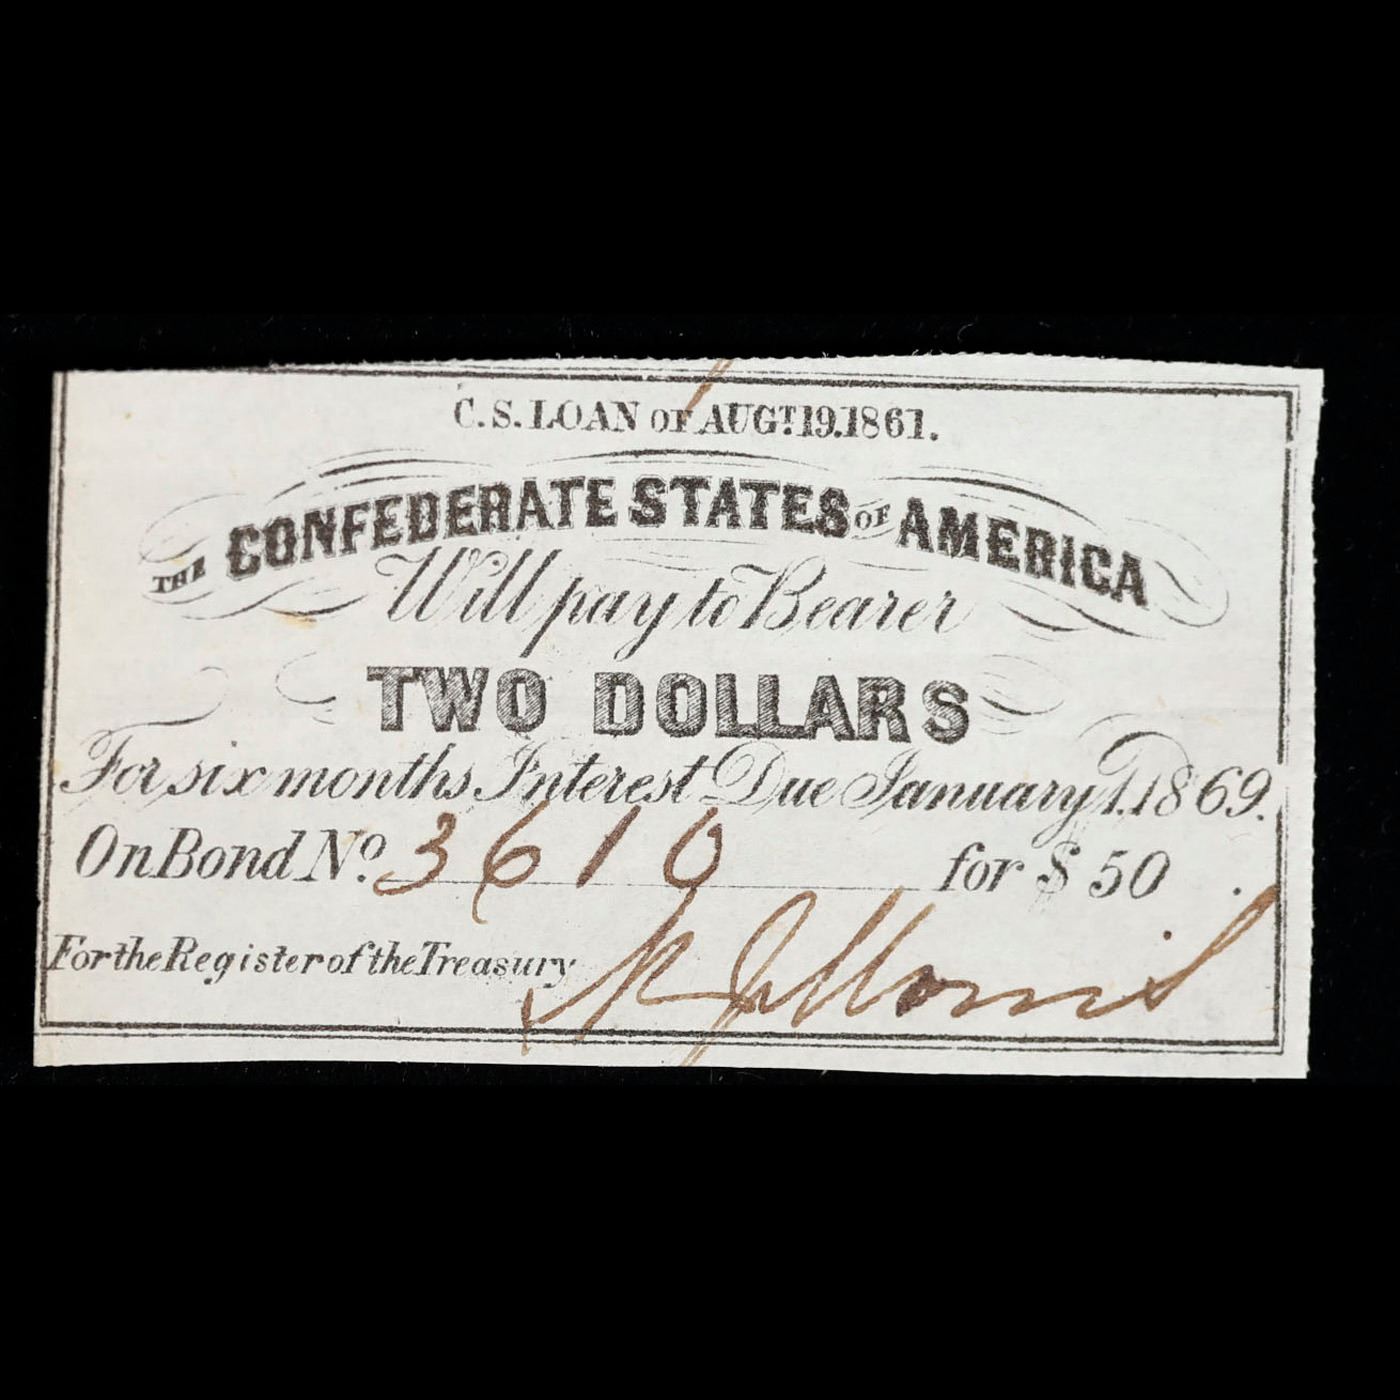 C.S. LOAN OF AUGT. 19. 1861.
THE CONFEDERATE STATES OF AMERICA
Will pay to Bearer
TWO DOLLARS
For six months Interest Due January 1. 1869.
On Bond No. 3610 for $ 50
For the Register of the Treasury